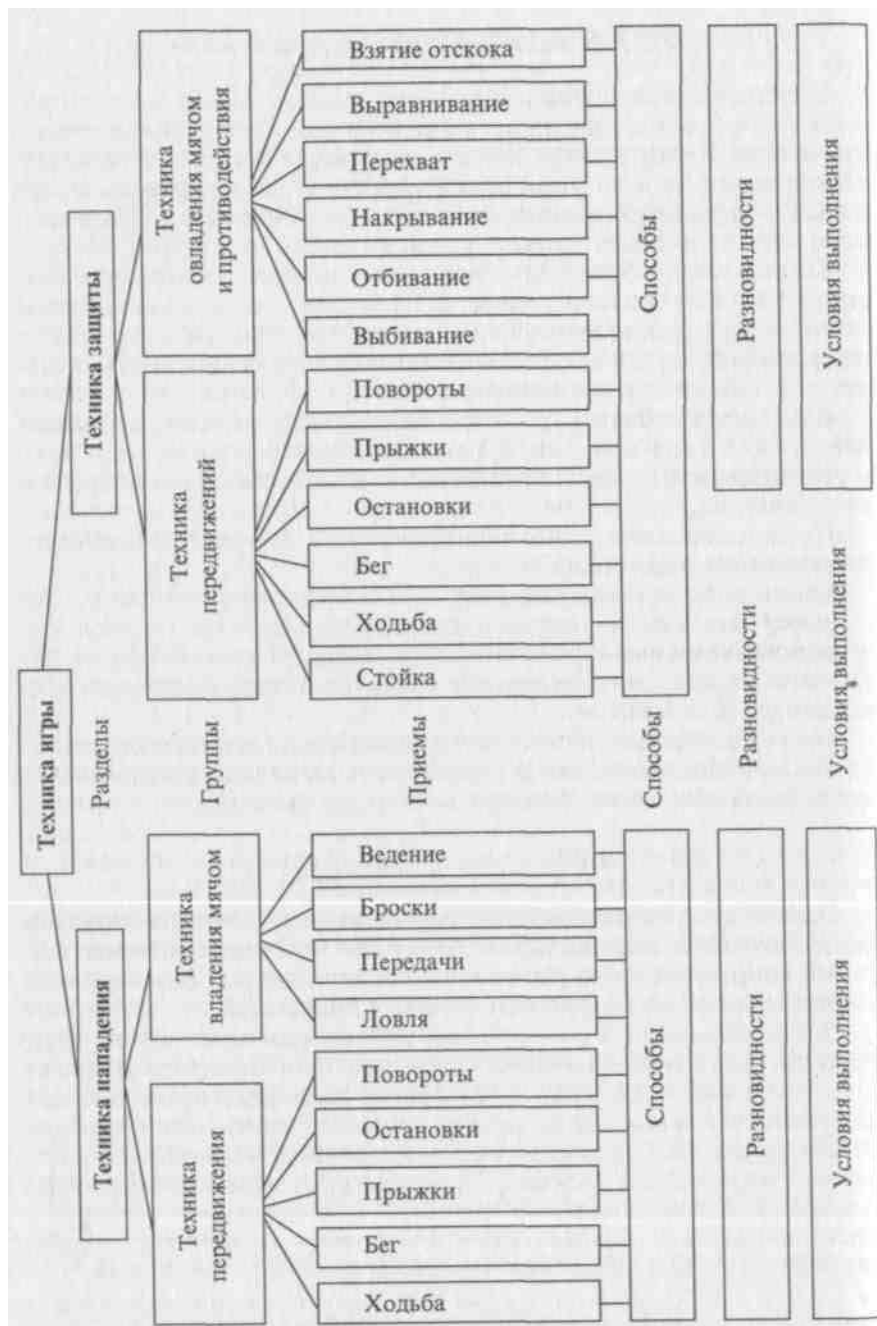 Техника игры
Разделы
Группы
Приемы
Способы
Разновидности
Условия выполнения
Техника защиты
Техника
овладения мячом
и противодействия
Взятие отскока
Выравнивание
Перехват
Накрывание
Отбивание
Выбивание
Техника
передвижений
Повороты
Прыжки
Остановки
Бег
Ходьба
Стойка
Способы
Разновидности
Условия выполнения
Техника нападения
Техника
владения мячом
Ведение
Броски
Передачи
Ловля
Техника
передвижения
Повороты
Остановки
Прыжки
Бег
Ходьба
Способы
Разновидности
Условия выполнения